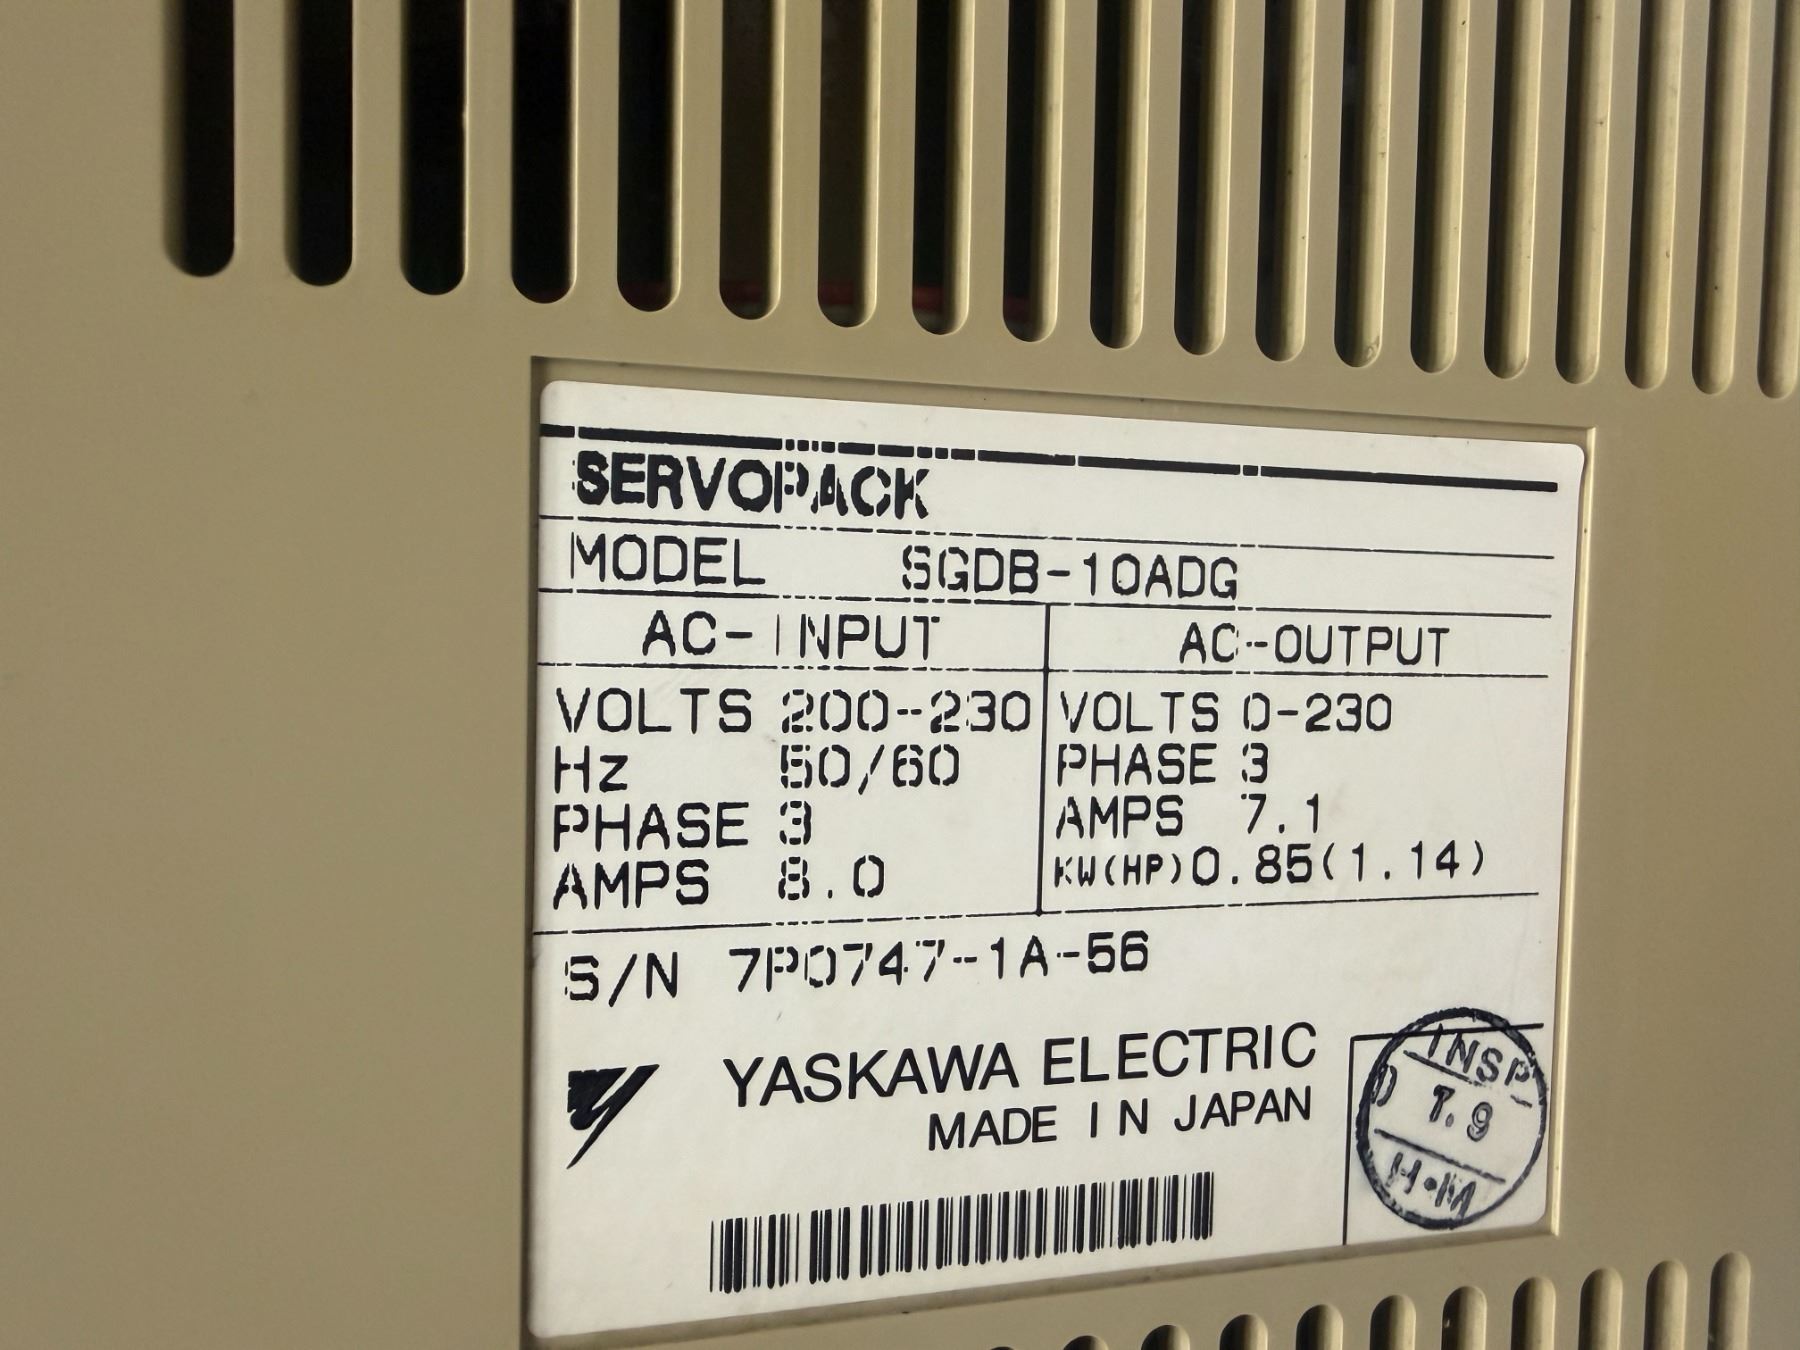 SERVOPACK
MODEL SGDB-10ADG
AC-INPUT AC-OUTPUT
VOLTS 200-230 VOLTS 0-230
Hz 50/60 PHASE 3
PHASE 3 AMPS 7.1
AMPS 8.0 KW(HP) 0.85(1.14)
S/N 7P0747-1A-56
YASKAWA ELECTRIC
MADE IN JAPAN
INSP
7.9
H.M